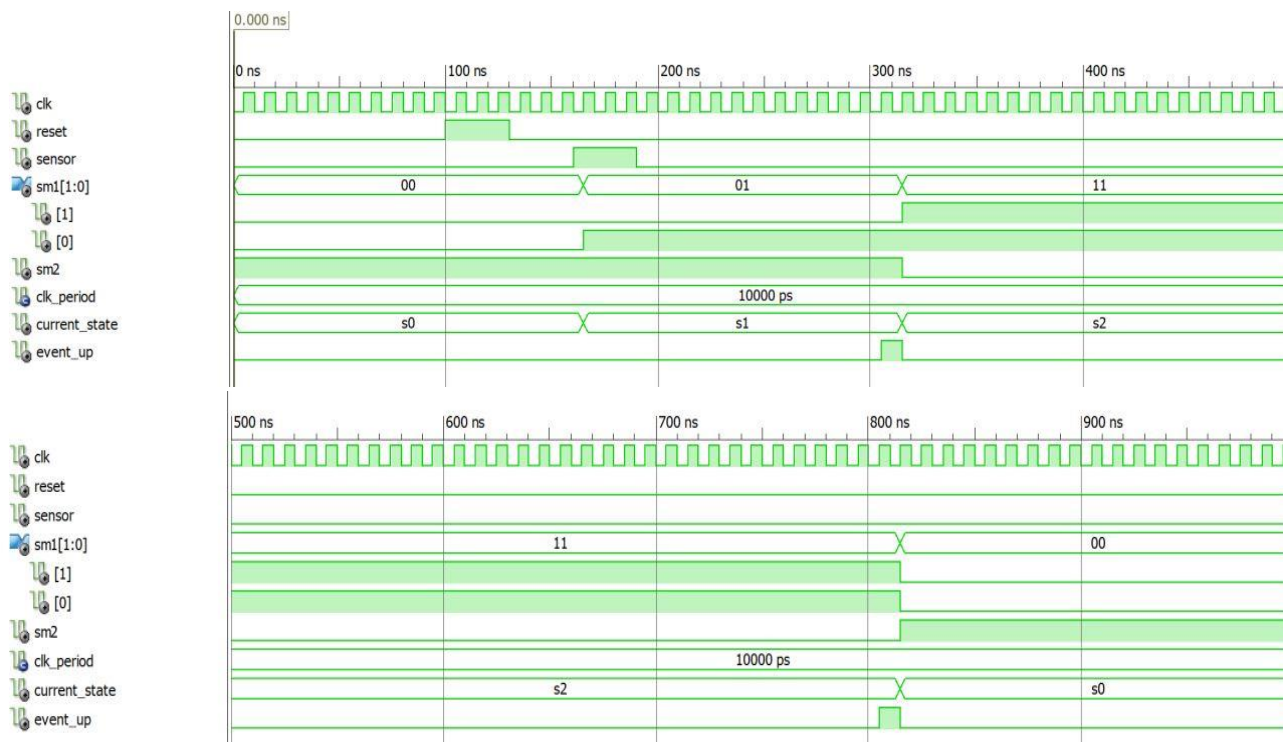 0.000 ns
0 ns 100 ns 200 ns 300 ns 400 ns
clk
reset
sensor
sm1[1:0] 00 01 11
[1]
[0]
sm2
clk_period 10000 ps
current_state s0 s1 s2
event_up
500 ns 600 ns 700 ns 800 ns 900 ns
clk
reset
sensor
sm1[1:0] 11 00
[1]
[0]
sm2
clk_period 10000 ps
current_state s2 s0
event_up